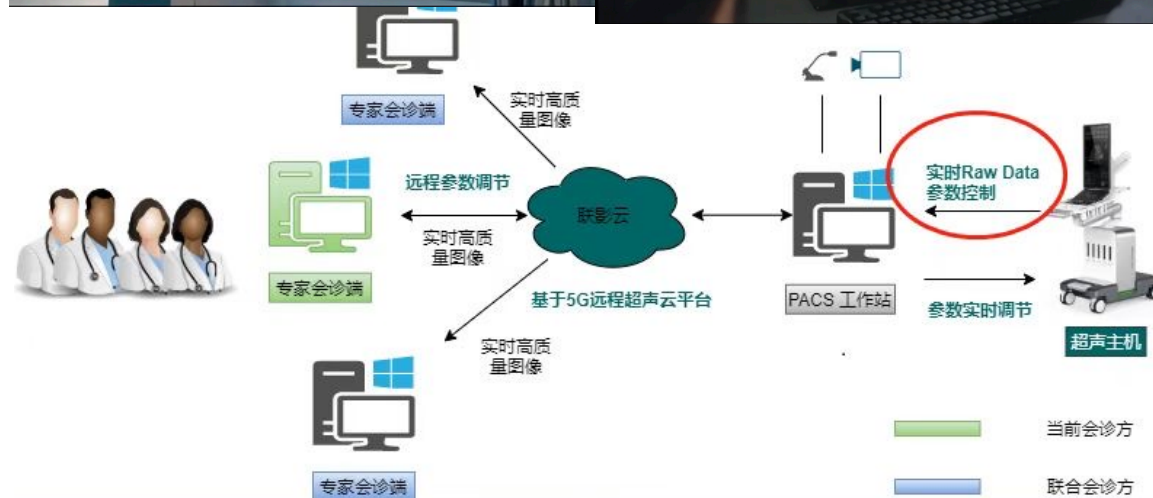 专家会诊端
实时高质
量图像
专家会诊端
远程参数调节
实时高质
量图像
联影云
基于5G远程超声云平台
实时高质
量图像
专家会诊端
PACS 工作站
实时Raw Data
参数控制
参数实时调节
超声主机
当前会诊方
联合会诊方